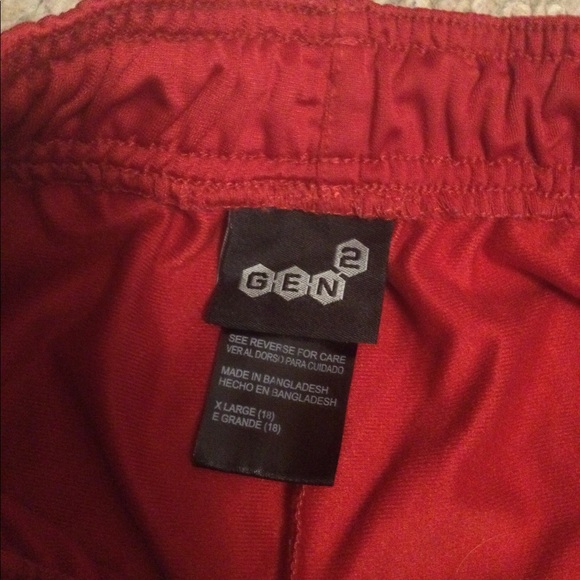 GEN2
SEE REVERSE FOR CARE
VER AL DORSO PARA CUIDADO
MADE IN BANGLADESH
HECHO EN BANGLADESH
X LARGE (18)
E GRANDE (18)